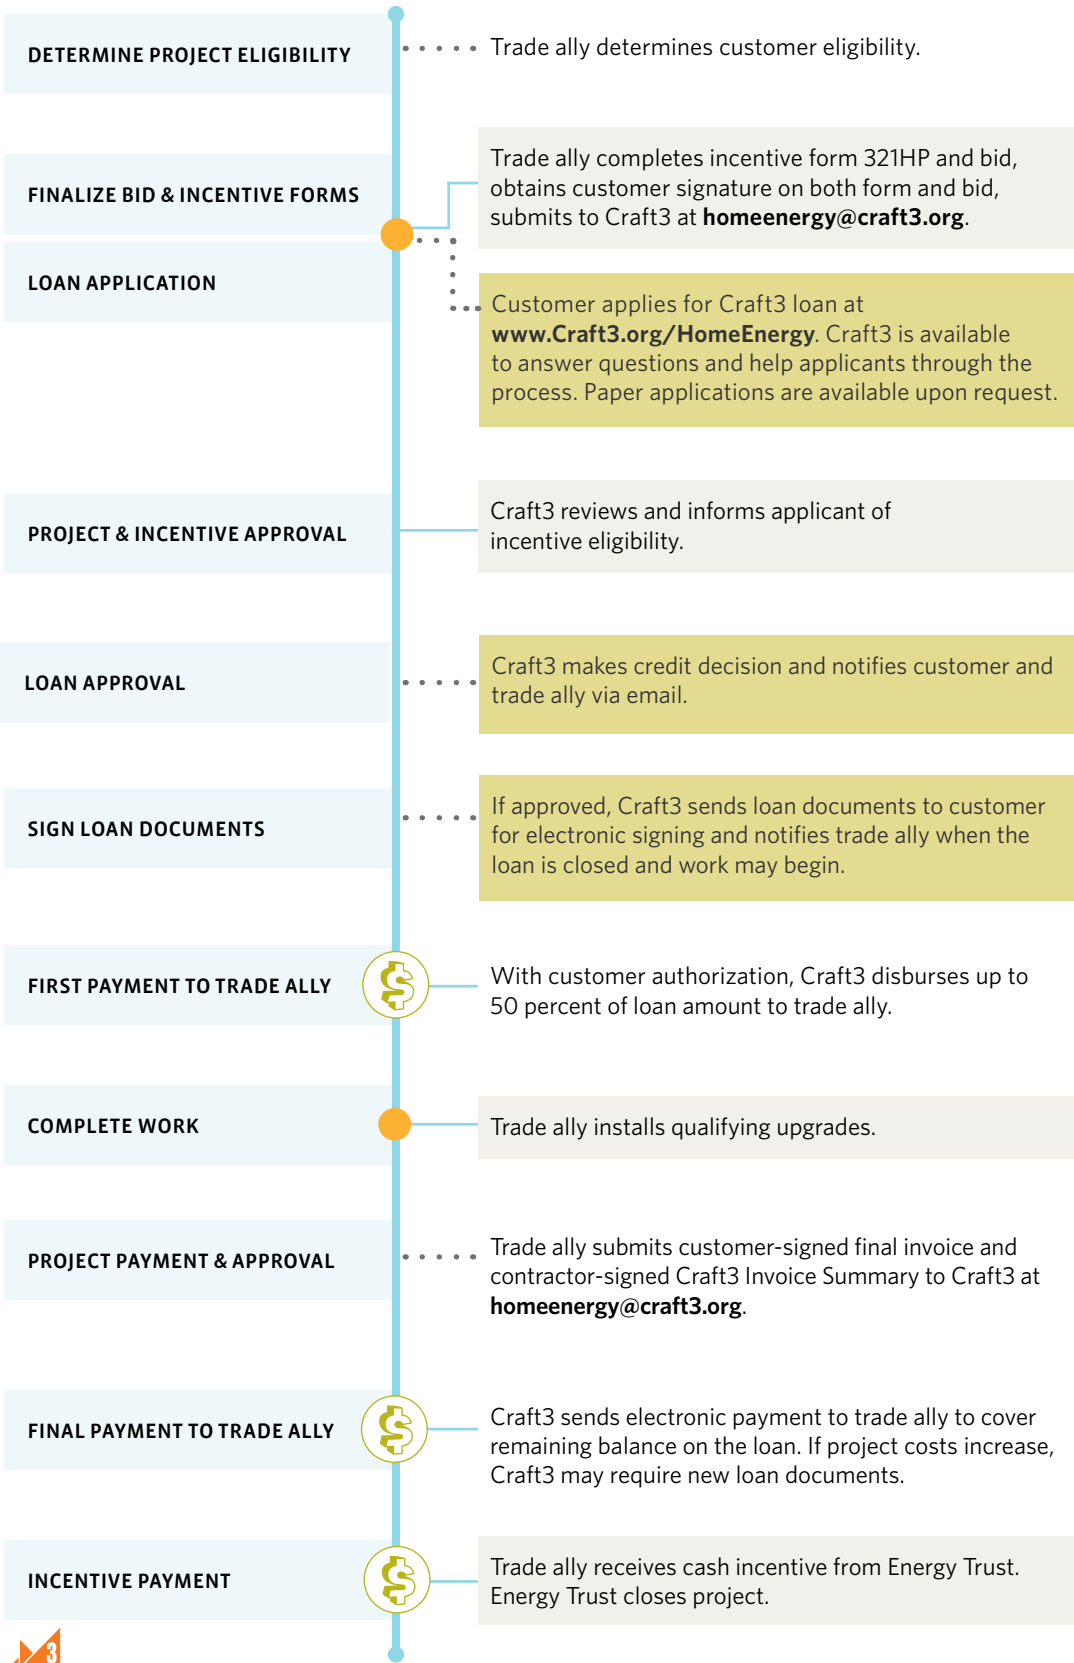 DETERMINE PROJECT ELIGIBILITY
Trade ally determines customer eligibility.
FINALIZE BID & INCENTIVE FORMS
Trade ally completes incentive form 321HP and bid,
obtains customer signature on both form and bid,
submits to Craft3 at homeenergy@craft3.org.
LOAN APPLICATION
Customer applies for Craft3 loan at
www.Craft3.org/HomeEnergy. Craft3 is available
to answer questions and help applicants through the
process. Paper applications are available upon request.
PROJECT & INCENTIVE APPROVAL
Craft3 reviews and informs applicant of
incentive eligibility.
LOAN APPROVAL
Craft3 makes credit decision and notifies customer and
trade ally via email.
SIGN LOAN DOCUMENTS
If approved, Craft3 sends loan documents to customer
for electronic signing and notifies trade ally when the
loan is closed and work may begin.
FIRST PAYMENT TO TRADE ALLY
$
With customer authorization, Craft3 disburses up to
50 percent of loan amount to trade ally.
COMPLETE WORK
Trade ally installs qualifying upgrades.
PROJECT PAYMENT & APPROVAL
Trade ally submits customer-signed final invoice and
contractor-signed Craft3 Invoice Summary to Craft3 at
homeenergy@craft3.org.
FINAL PAYMENT TO TRADE ALLY
$
Craft3 sends electronic payment to trade ally to cover
remaining balance on the loan. If project costs increase,
Craft3 may require new loan documents.
INCENTIVE PAYMENT
$
Trade ally receives cash incentive from Energy Trust.
Energy Trust closes project.
3